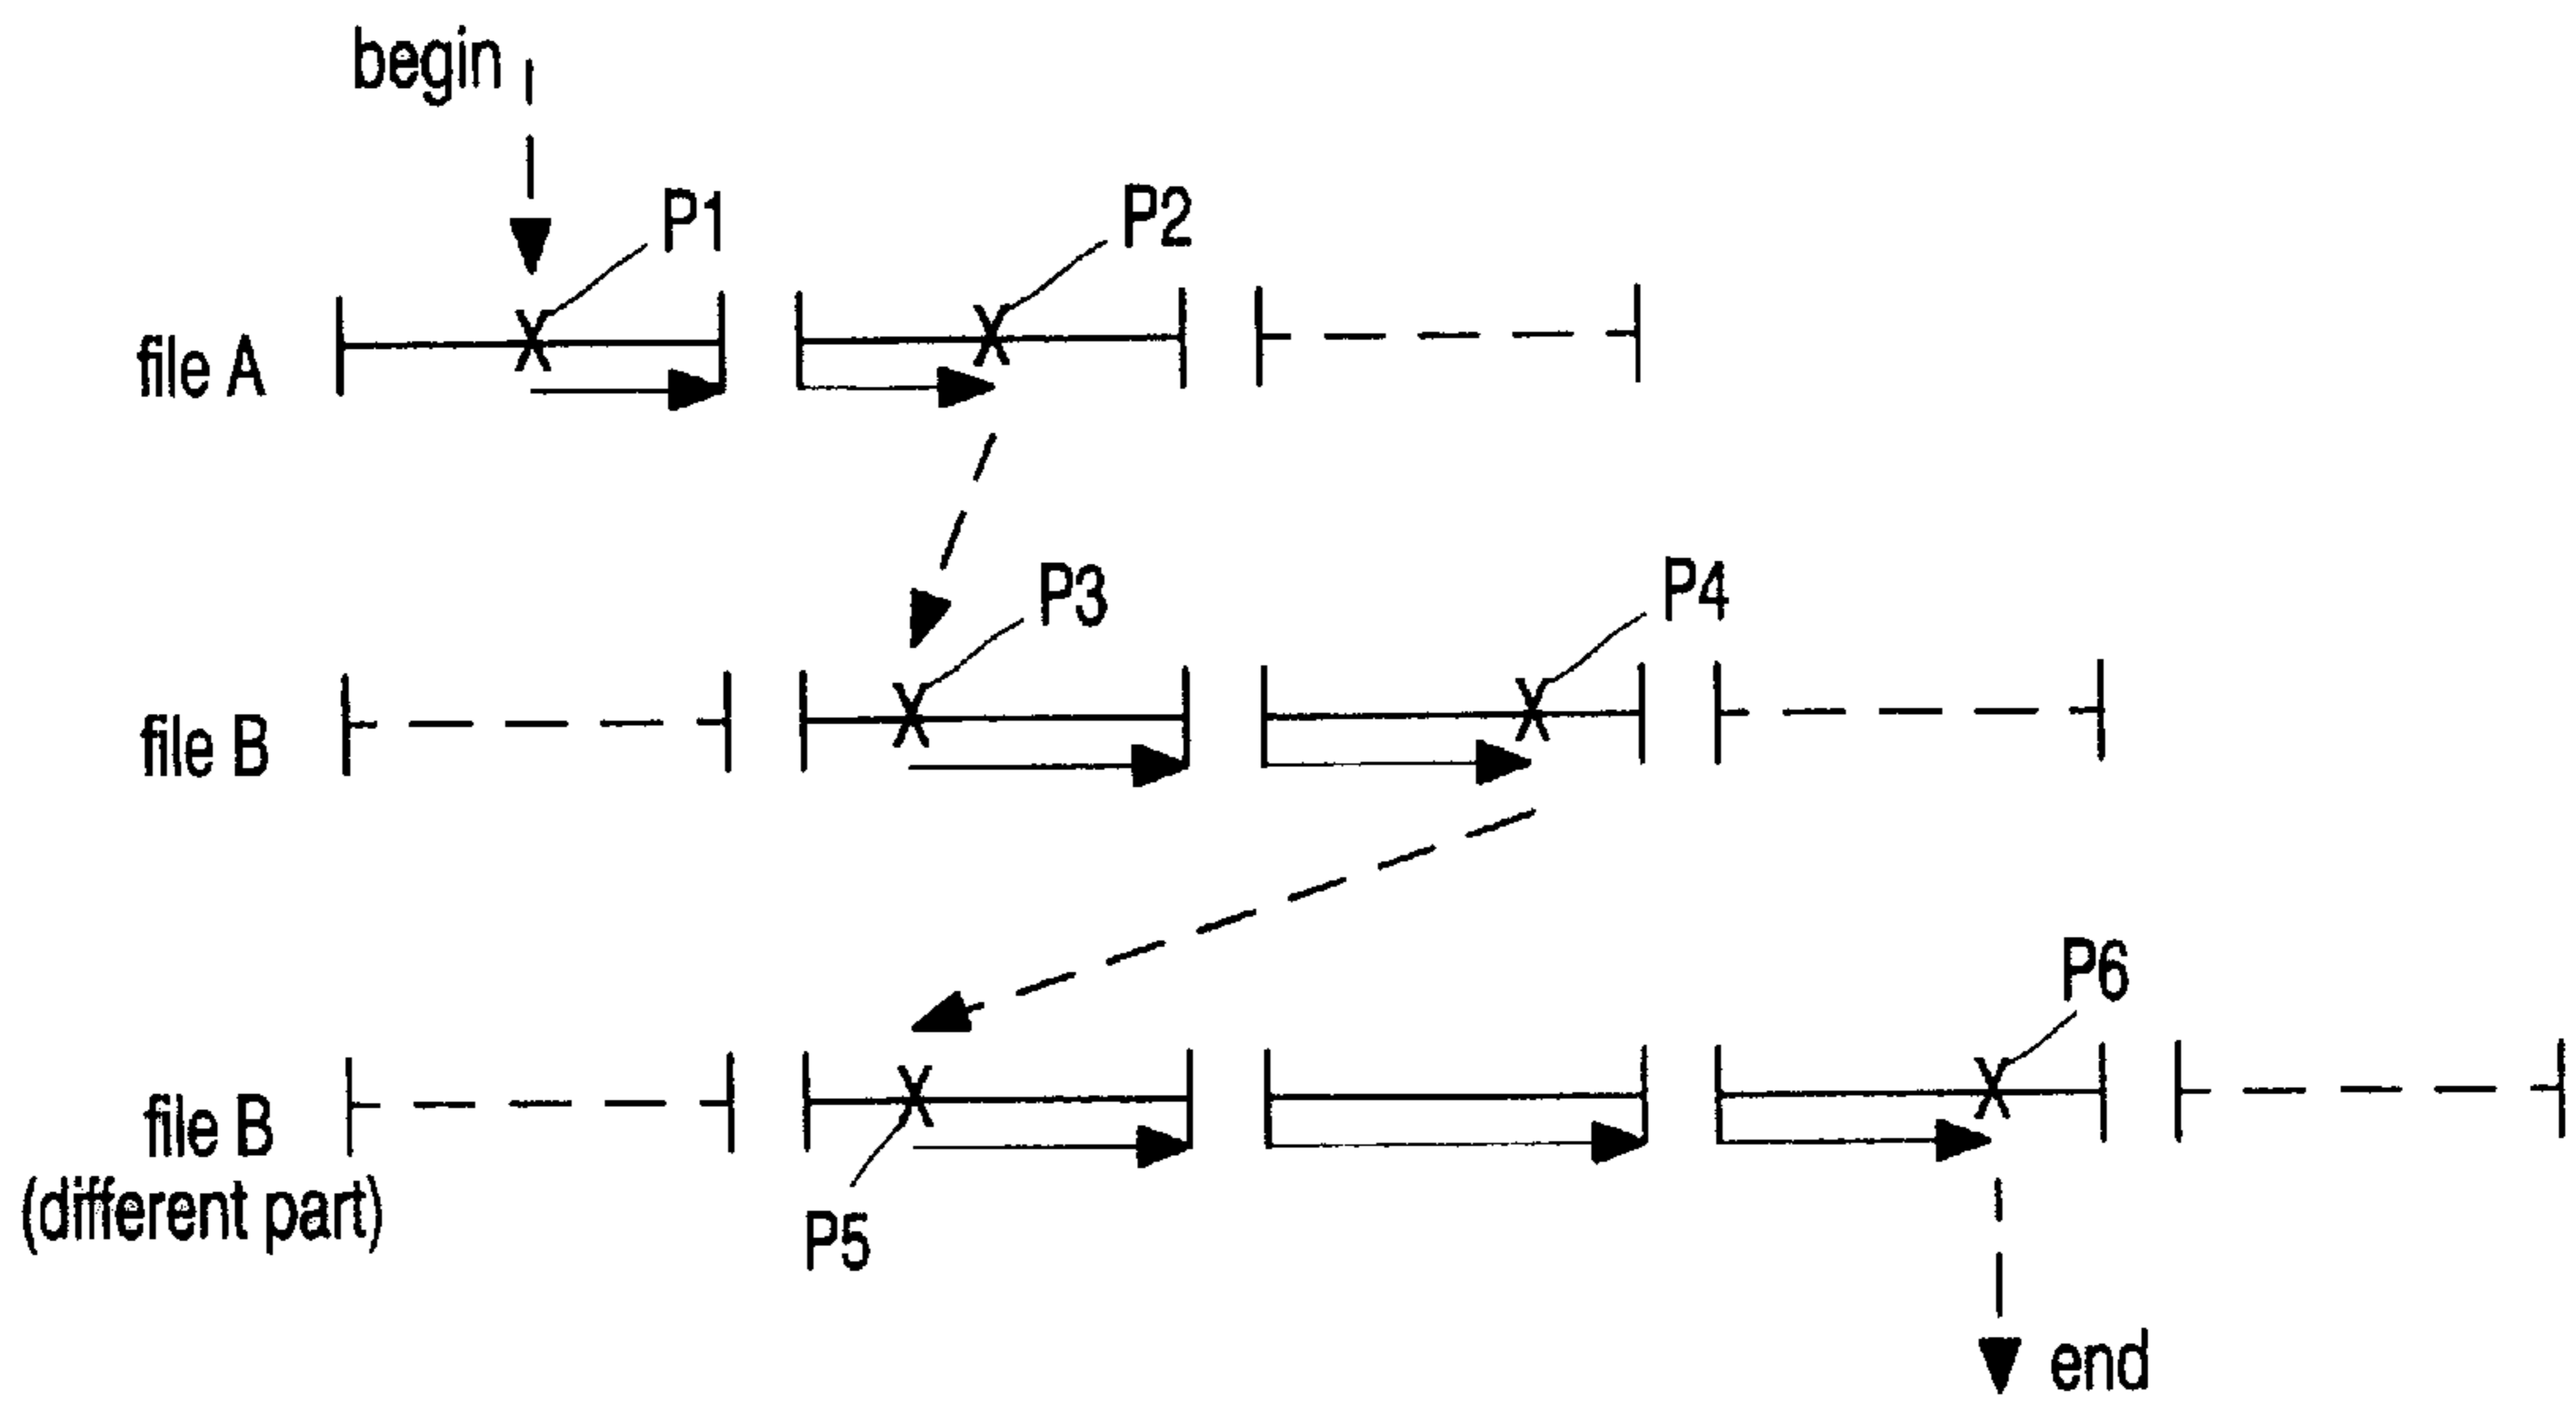 begin
P1
P2
file A
P3
P4
file B
P6
file B
(different part)
P5
end